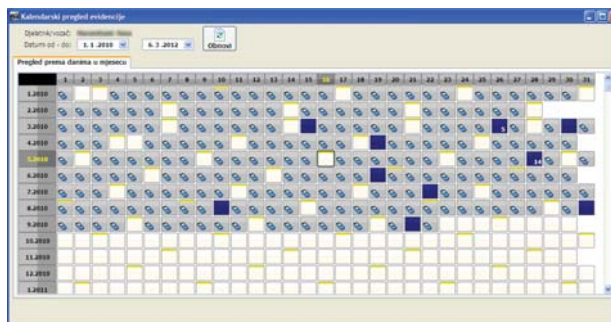 Kalendarski pregled evidencije
Djelatnik/vozač:
Datum od - do: 1. 1 .2010 6. 3 .2012 Obnovi
Pregled prema danima u mjesecu
1 2 3 4 5 6 7 8 9 10 11 12 13 14 15 16 17 18 19 20 21 22 23 24 25 26 27 28 29 30 31
1.2010
2.2010
3.2010 5
4.2010
5.2010 14
6.2010
7.2010
8.2010
9.2010
10.2010
11.2010
12.2010
1.2011